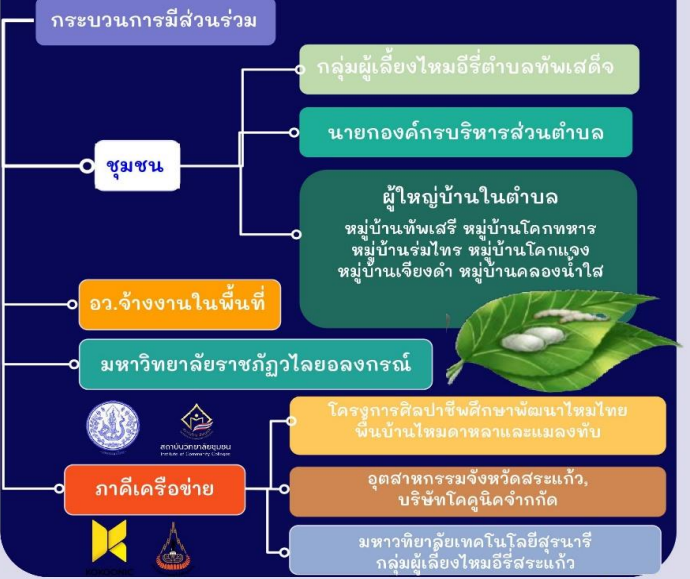 กระบวนการมีส่วนร่วม
กลุ่มผู้เลี้ยงไหมอีรี่ตำบลทัพเสด็จ
นายกองค์กรบริหารส่วนตำบล
ชุมชน
ผู้ใหญ่บ้านในตำบล
หมู่บ้านทัพเสรี หมู่บ้านโคกทหาร
หมู่บ้านร่มไทร หมู่บ้านโคกแจง
หมู่บ้านเจียงดำ หมู่บ้านคลองน้ำใส
อว.จ้างงานในพื้นที่
มหาวิทยาลัยราชภัฏวไลยอลงกรณ์
โครงการศิลปาชีพศึกษาพัฒนาไหมไทย
พื้นบ้านไหมดาหลาและแมลงทับ
สถาบันวิทยาลัยชุมชน
Institute of Community Colleges
ภาคีเครือข่าย
อุตสาหกรรมจังหวัดสระแก้ว,
บริษัทโคคูนิคจำกกัด
มหาวทิยาลัยเทคโนโลยีสุรนารี
กลุ่มผู้เลี้ยงไหมอีรี่สระแก้ว